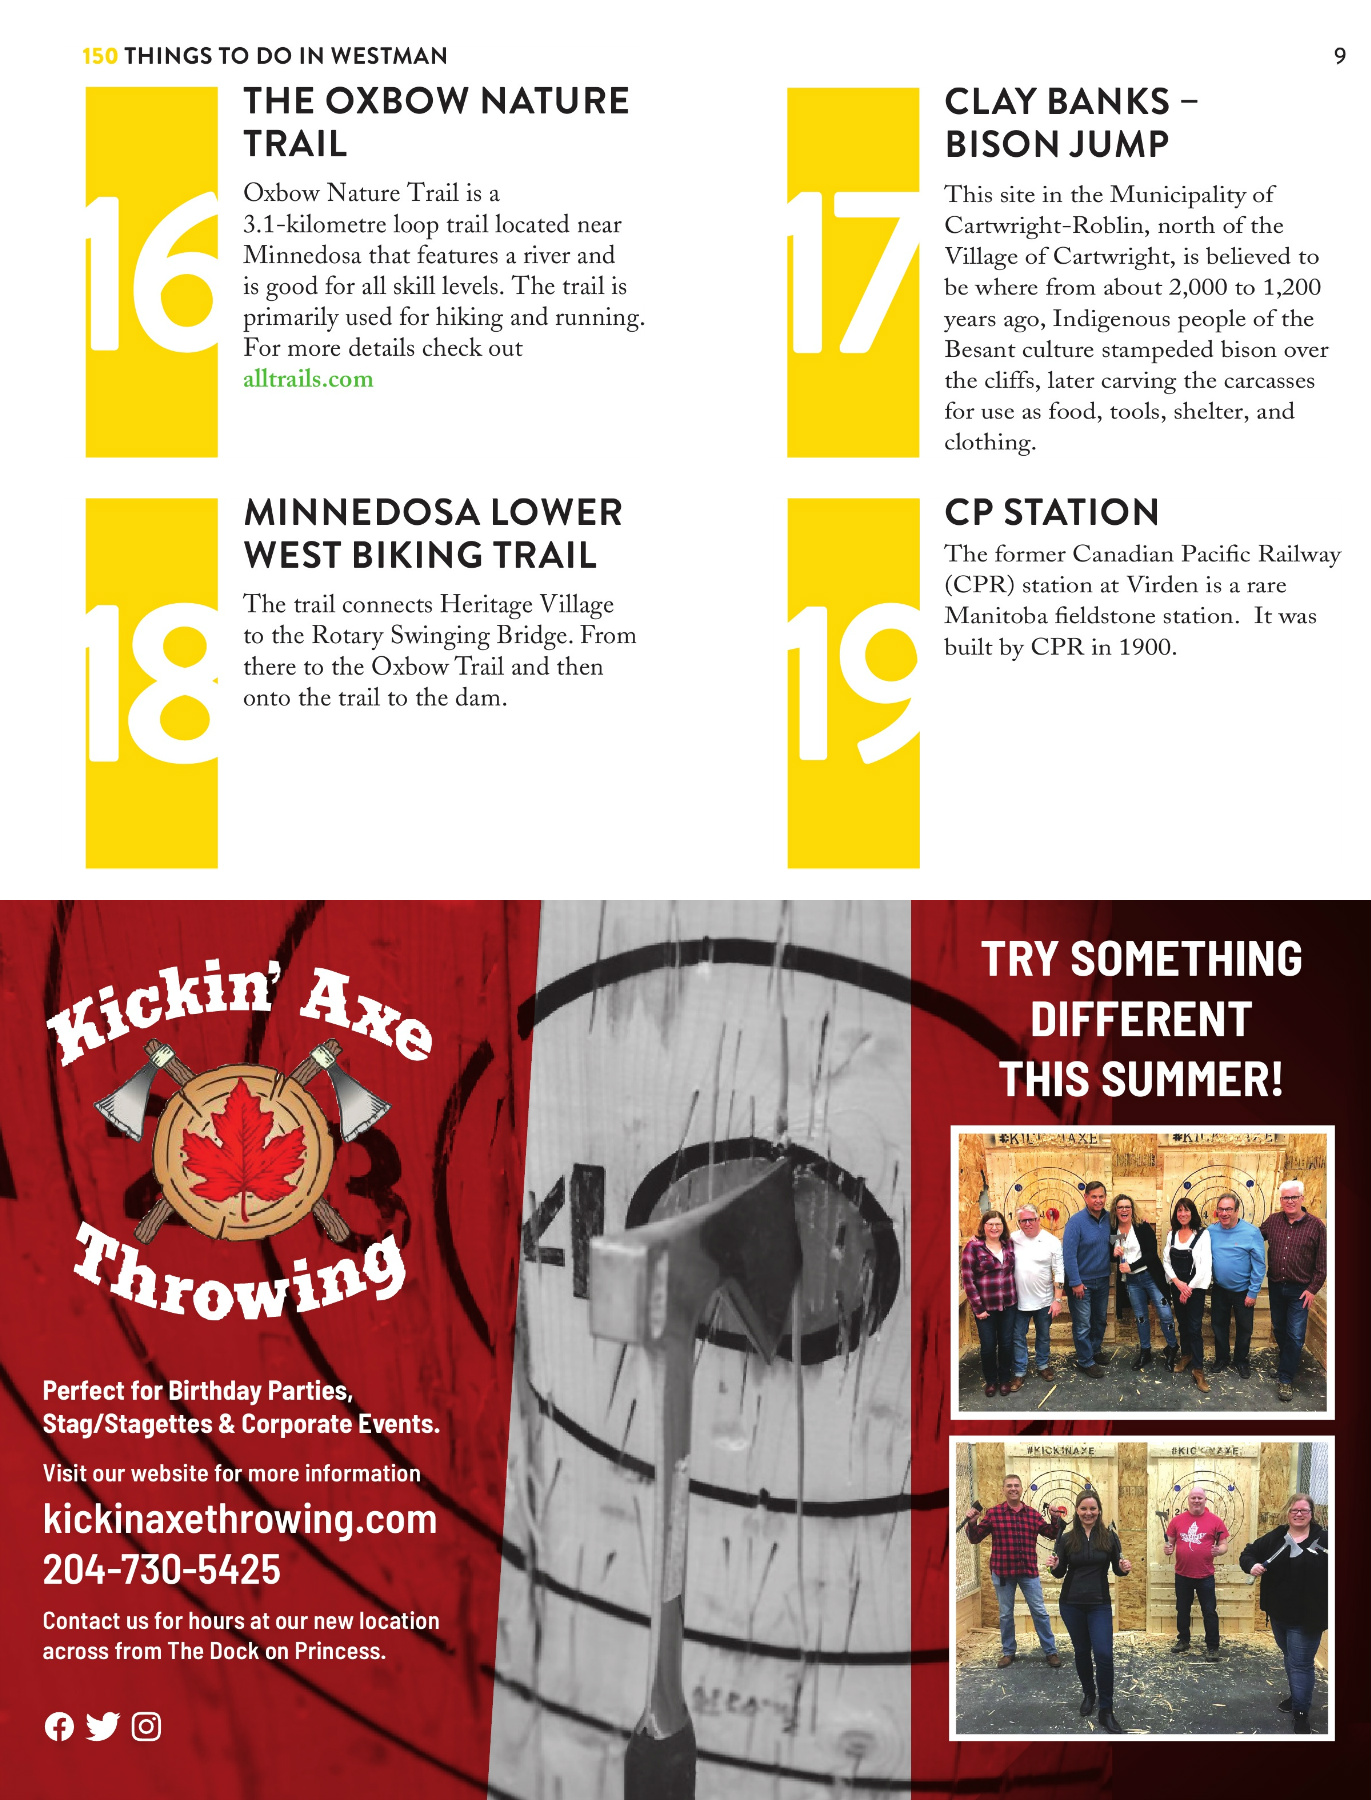 150 THINGS TO DO IN WESTMAN
9
16
THE OXBOW NATURE
TRAIL
Oxbow Nature Trail is a
3.1-kilometre loop trail located near
Minnedosa that features a river and
is good for all skill levels. The trail is
primarily used for hiking and running.
For more details check out
alltrails.com
17
CLAY BANKS –
BISON JUMP
This site in the Municipality of
Cartwright-Roblin, north of the
Village of Cartwright, is believed to
be where from about 2,000 to 1,200
years ago, Indigenous people of the
Besant culture stampeded bison over
the cliffs, later carving the carcasses
for use as food, tools, shelter, and
clothing.
18
MINNEDOSA LOWER
WEST BIKING TRAIL
The trail connects Heritage Village
to the Rotary Swinging Bridge. From
there to the Oxbow Trail and then
onto the trail to the dam.
19
CP STATION
The former Canadian Pacific Railway
(CPR) station at Virden is a rare
Manitoba fieldstone station.  It was
built by CPR in 1900.
Kickin' Axe
Throwing
Perfect for Birthday Parties,
Stag/Stagettes & Corporate Events.
Visit our website for more information
kickinaxethrowing.com
204-730-5425
Contact us for hours at our new location
across from The Dock on Princess.
3
4
TRY SOMETHING
DIFFERENT
THIS SUMMER!
#KICKINAXE